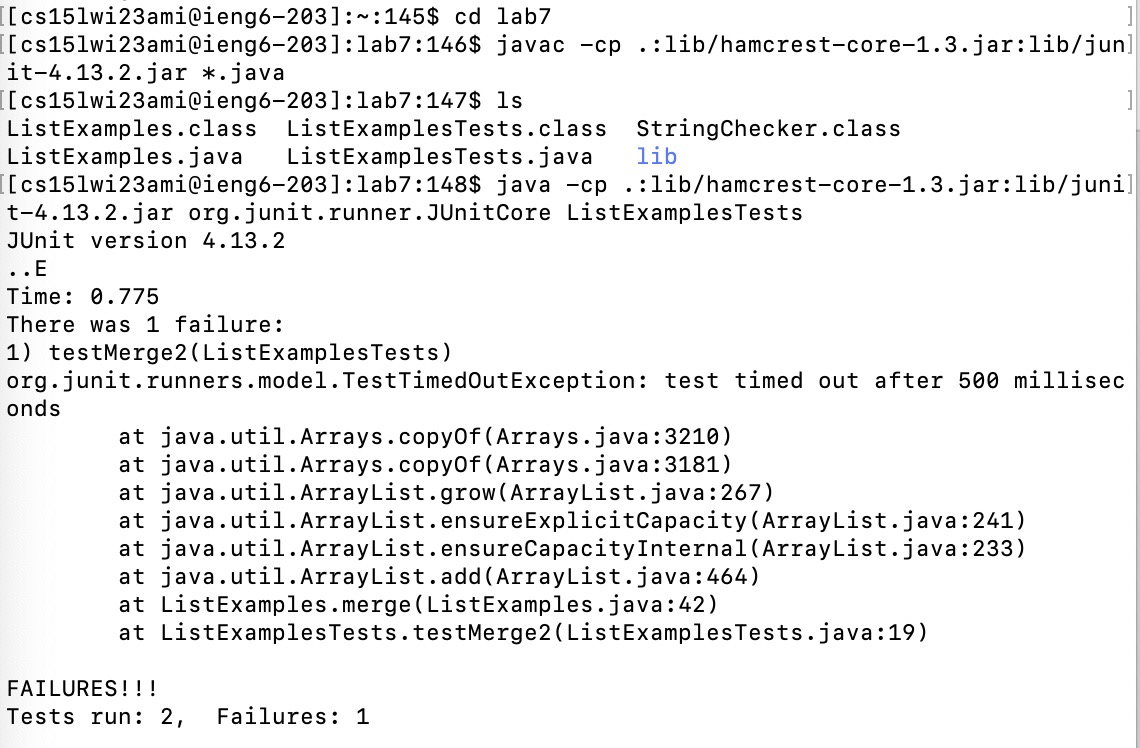 [[cs15lwi23ami@ieng6-203]:~:145$ cd lab7 ]
[[cs15lwi23ami@ieng6-203]:lab7:146$ javac -cp .:lib/hamcrest-core-1.3.jar:lib/jun]
it-4.13.2.jar *.java
[[cs15lwi23ami@ieng6-203]:lab7:147$ ls ]
ListExamples.class  ListExamplesTests.class  StringChecker.class
ListExamples.java   ListExamplesTests.java   lib
[[cs15lwi23ami@ieng6-203]:lab7:148$ java -cp .:lib/hamcrest-core-1.3.jar:lib/juni]
t-4.13.2.jar org.junit.runner.JUnitCore ListExamplesTests
JUnit version 4.13.2
..E
Time: 0.775
There was 1 failure:
1) testMerge2(ListExamplesTests)
org.junit.runners.model.TestTimedOutException: test timed out after 500 millisec
onds
        at java.util.Arrays.copyOf(Arrays.java:3210)
        at java.util.Arrays.copyOf(Arrays.java:3181)
        at java.util.ArrayList.grow(ArrayList.java:267)
        at java.util.ArrayList.ensureExplicitCapacity(ArrayList.java:241)
        at java.util.ArrayList.ensureCapacityInternal(ArrayList.java:233)
        at java.util.ArrayList.add(ArrayList.java:464)
        at ListExamples.merge(ListExamples.java:42)
        at ListExamplesTests.testMerge2(ListExamplesTests.java:19)

FAILURES!!!
Tests run: 2,  Failures: 1